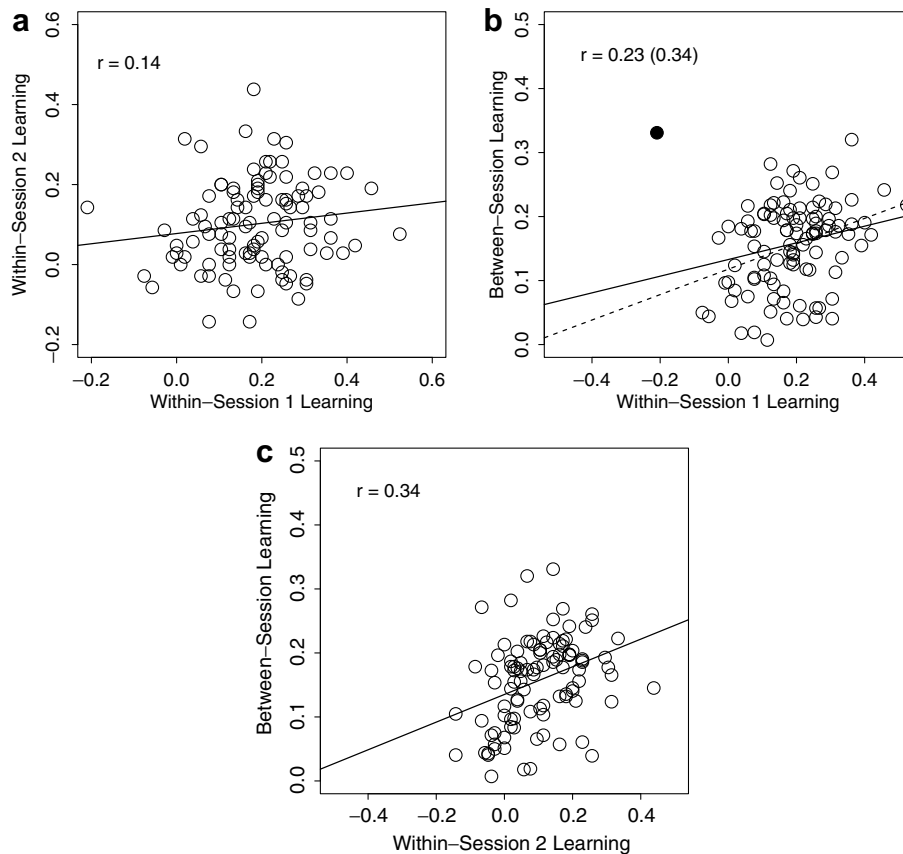 a
r = 0.14
0.6
0.4
0.2
0.0
−0.2
Within−Session 2 Learning
−0.2 0.0 0.2 0.4 0.6
Within−Session 1 Learning
b
r = 0.23 (0.34)
0.5
0.4
0.3
0.2
0.1
0.0
Between−Session Learning
−0.4 −0.2 0.0 0.2 0.4
Within−Session 1 Learning
c
r = 0.34
0.5
0.4
0.3
0.2
0.1
0.0
Between−Session Learning
−0.4 −0.2 0.0 0.2 0.4
Within−Session 2 Learning